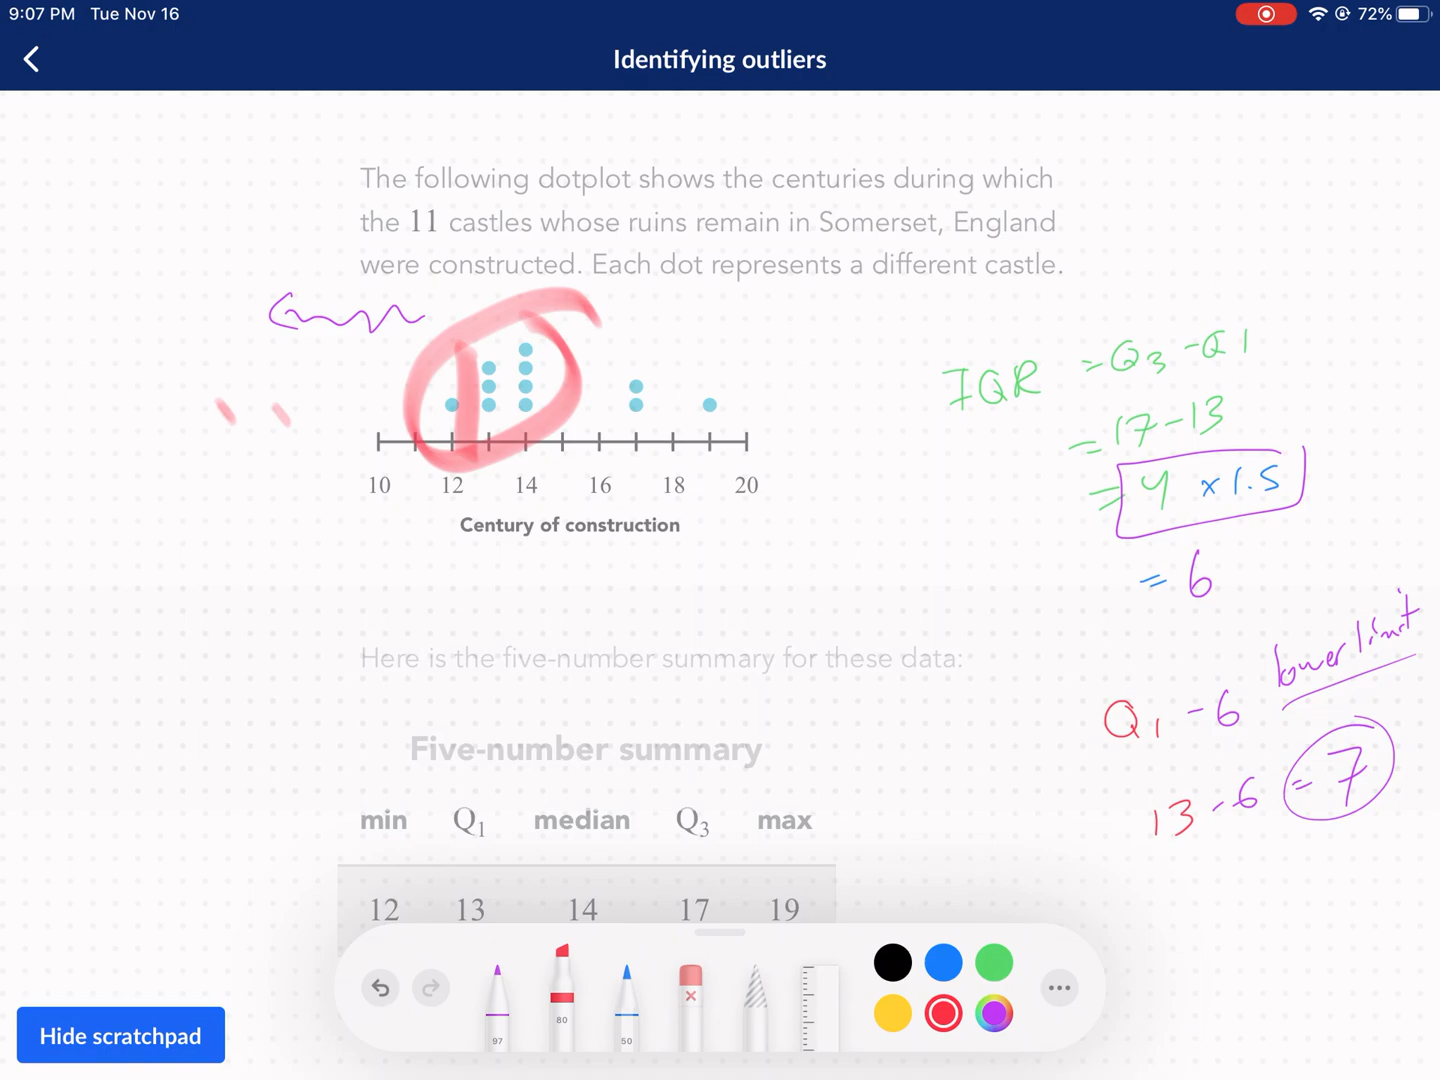 9:07 PM Tue Nov 16
72%
Identifying outliers
The following dotplot shows the centuries during which
the 11 castles whose ruins remain in Somerset, England
were constructed. Each dot represents a different castle.
10 12 14 16 18 20
Century of construction
IQR = Q3 - Q1
= 17 - 13
= 4 x 1.5
= 6
lower limit
Q1 - 6
13 - 6 = 7
Here is the five-number summary for these data:
Five-number summary
min Q1 median Q3 max
12 13 14 17 19
97 80 50
Hide scratchpad